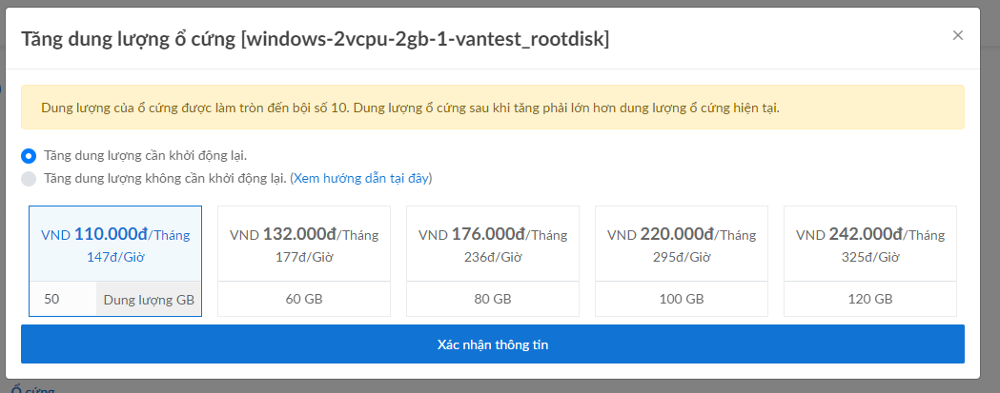 Tăng dung lượng ổ cứng [windows-2vcpu-2gb-1-vantest_rootdisk]
×
Dung lượng của ổ cứng được làm tròn đến bội số 10. Dung lượng ổ cứng sau khi tăng phải lớn hơn dung lượng ổ cứng hiện tại.
Tăng dung lượng cần khởi động lại.
Tăng dung lượng không cần khởi động lại. (Xem hướng dẫn tại đây)
VND 110.000đ/Tháng
147đ/Giờ
50 Dung lượng GB
VND 132.000đ/Tháng
177đ/Giờ
60 GB
VND 176.000đ/Tháng
236đ/Giờ
80 GB
VND 220.000đ/Tháng
295đ/Giờ
100 GB
VND 242.000đ/Tháng
325đ/Giờ
120 GB
Xác nhận thông tin
Ổ cứng